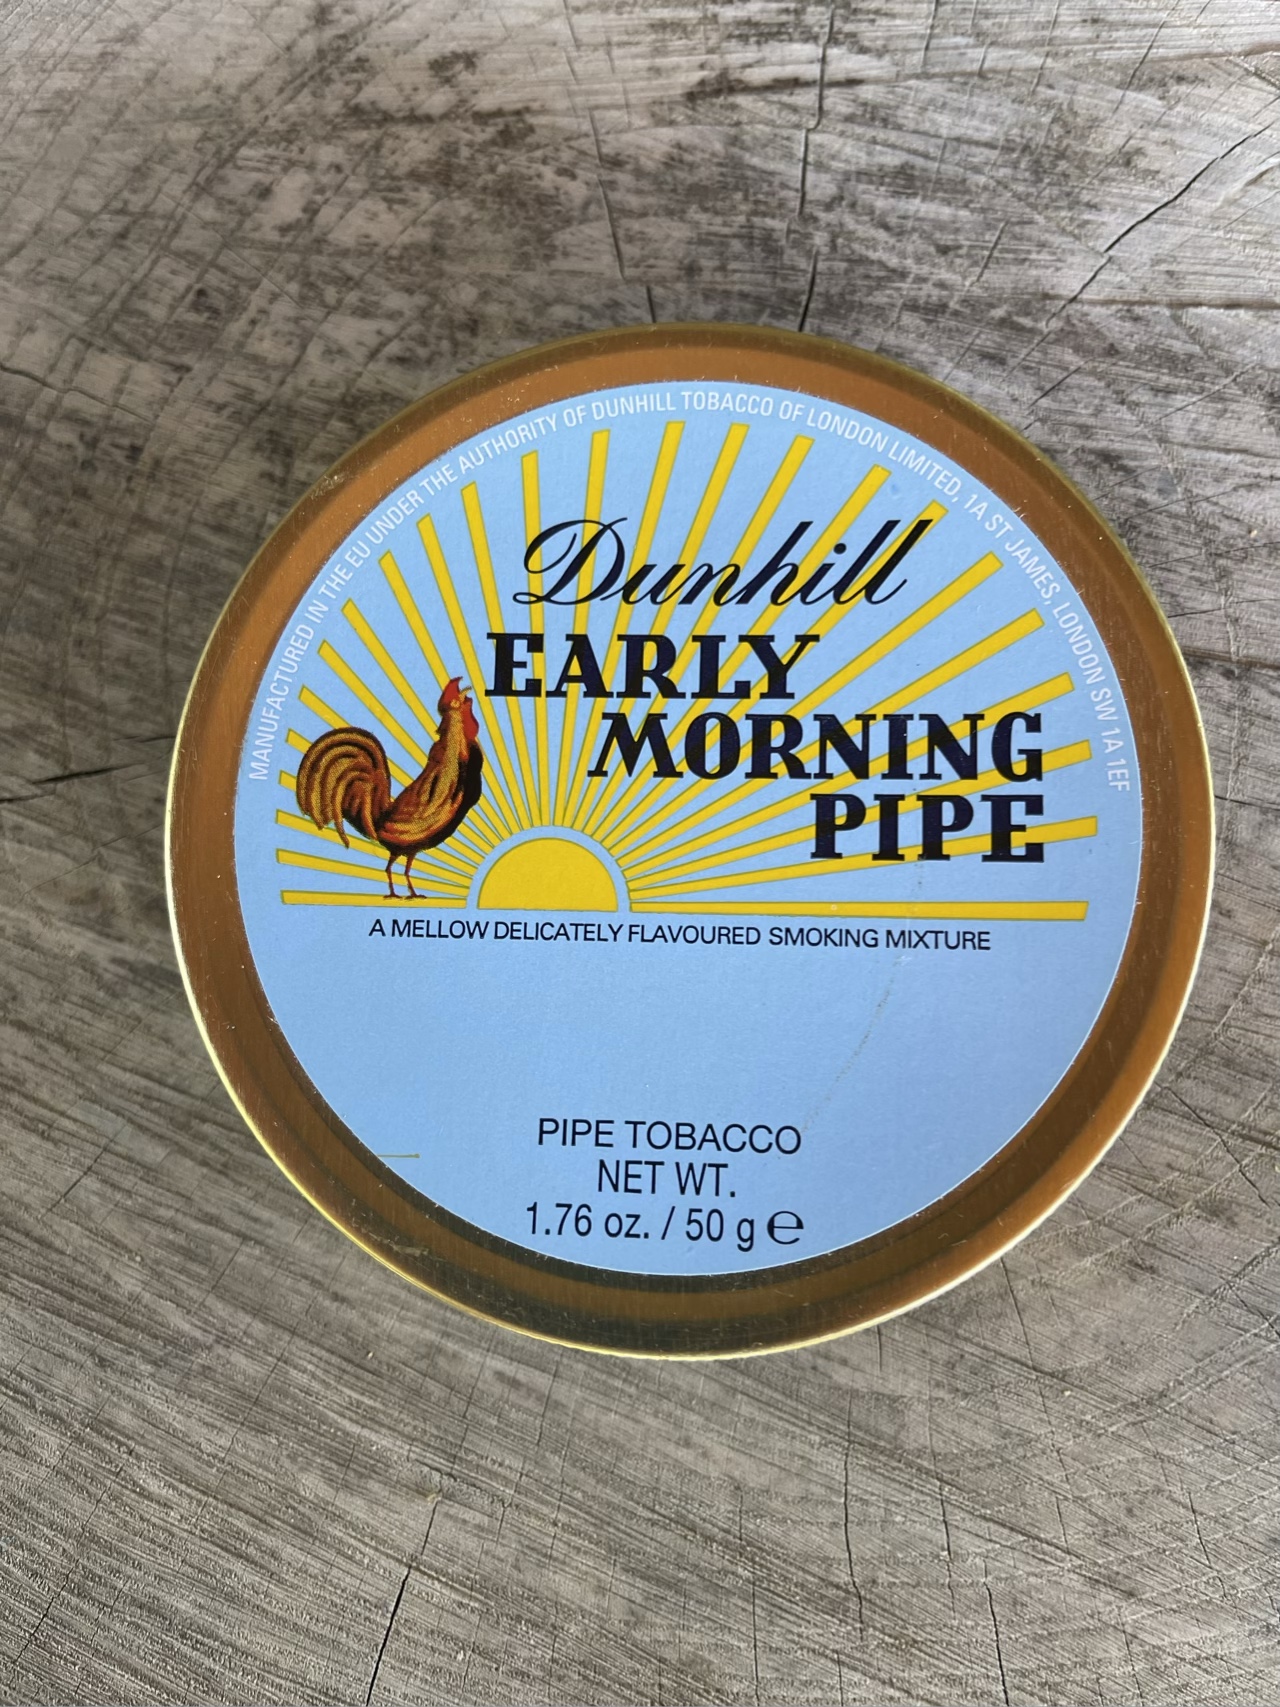 MANUFACTURED IN THE EU UNDER THE AUTHORITY OF DUNHILL TOBACCO OF LONDON LIMITED, 1A ST JAMES, LONDON SW 1A 1EF
Dunhill
EARLY
MORNING
PIPE
A MELLOW DELICATELY FLAVOURED SMOKING MIXTURE
PIPE TOBACCO
NET WT.
1.76 oz. / 50 g ℮